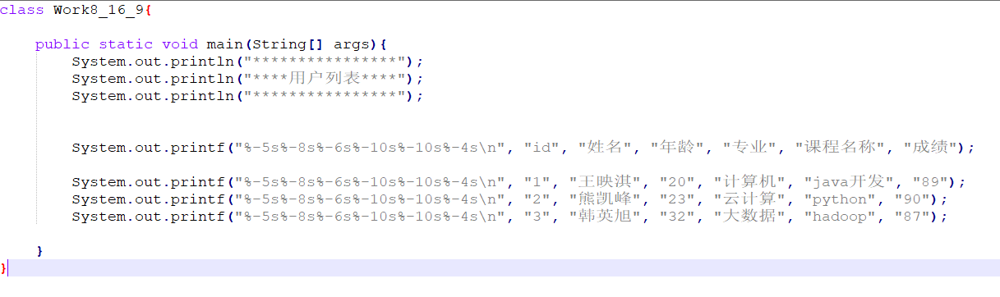 class Work8_16_9{
public static void main(String[] args){
System.out.println("****************");
System.out.println("****用户列表****");
System.out.println("****************");
System.out.printf("%-5s%-8s%-6s%-10s%-10s%-4s\n", "id", "姓名", "年龄", "专业", "课程名称", "成绩");
System.out.printf("%-5s%-8s%-6s%-10s%-10s%-4s\n", "1", "王映淇", "20", "计算机", "java开发", "89");
System.out.printf("%-5s%-8s%-6s%-10s%-10s%-4s\n", "2", "熊凯峰", "23", "云计算", "python", "90");
System.out.printf("%-5s%-8s%-6s%-10s%-10s%-4s\n", "3", "韩英旭", "32", "大数据", "hadoop", "87");
}
}